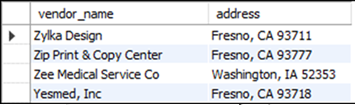 vendor_name address
Zylka Design Fresno, CA 93711
Zip Print & Copy Center Fresno, CA 93777
Zee Medical Service Co Washington, IA 52353
Yesmed, Inc Fresno, CA 93718